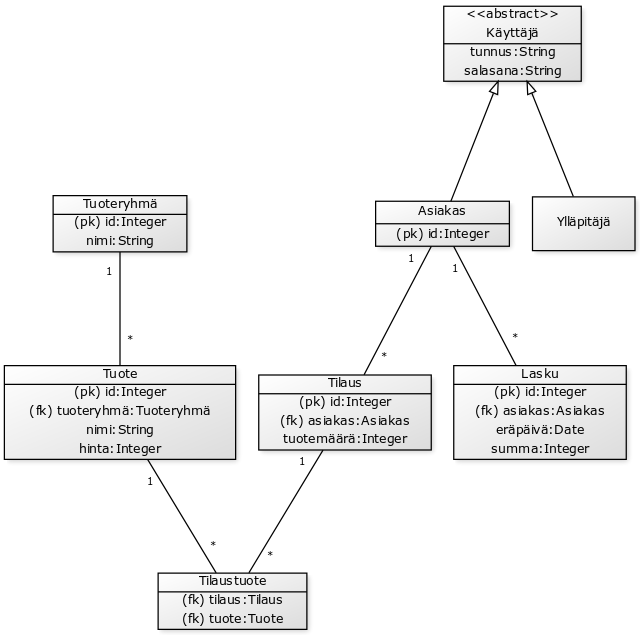 <<abstract>>
Käyttäjä
tunnus:String
salasana:String
Tuoteryhmä
(pk) id:Integer
nimi:String
Asiakas
(pk) id:Integer
Ylläpitäjä
1
1
1
*
*
*
Tuote
(pk) id:Integer
(fk) tuoteryhmä:Tuoteryhmä
nimi:String
hinta:Integer
Tilaus
(pk) id:Integer
(fk) asiakas:Asiakas
tuotemäärä:Integer
Lasku
(pk) id:Integer
(fk) asiakas:Asiakas
eräpäivä:Date
summa:Integer
1
1
*
*
Tilaustuote
(fk) tilaus:Tilaus
(fk) tuote:Tuote